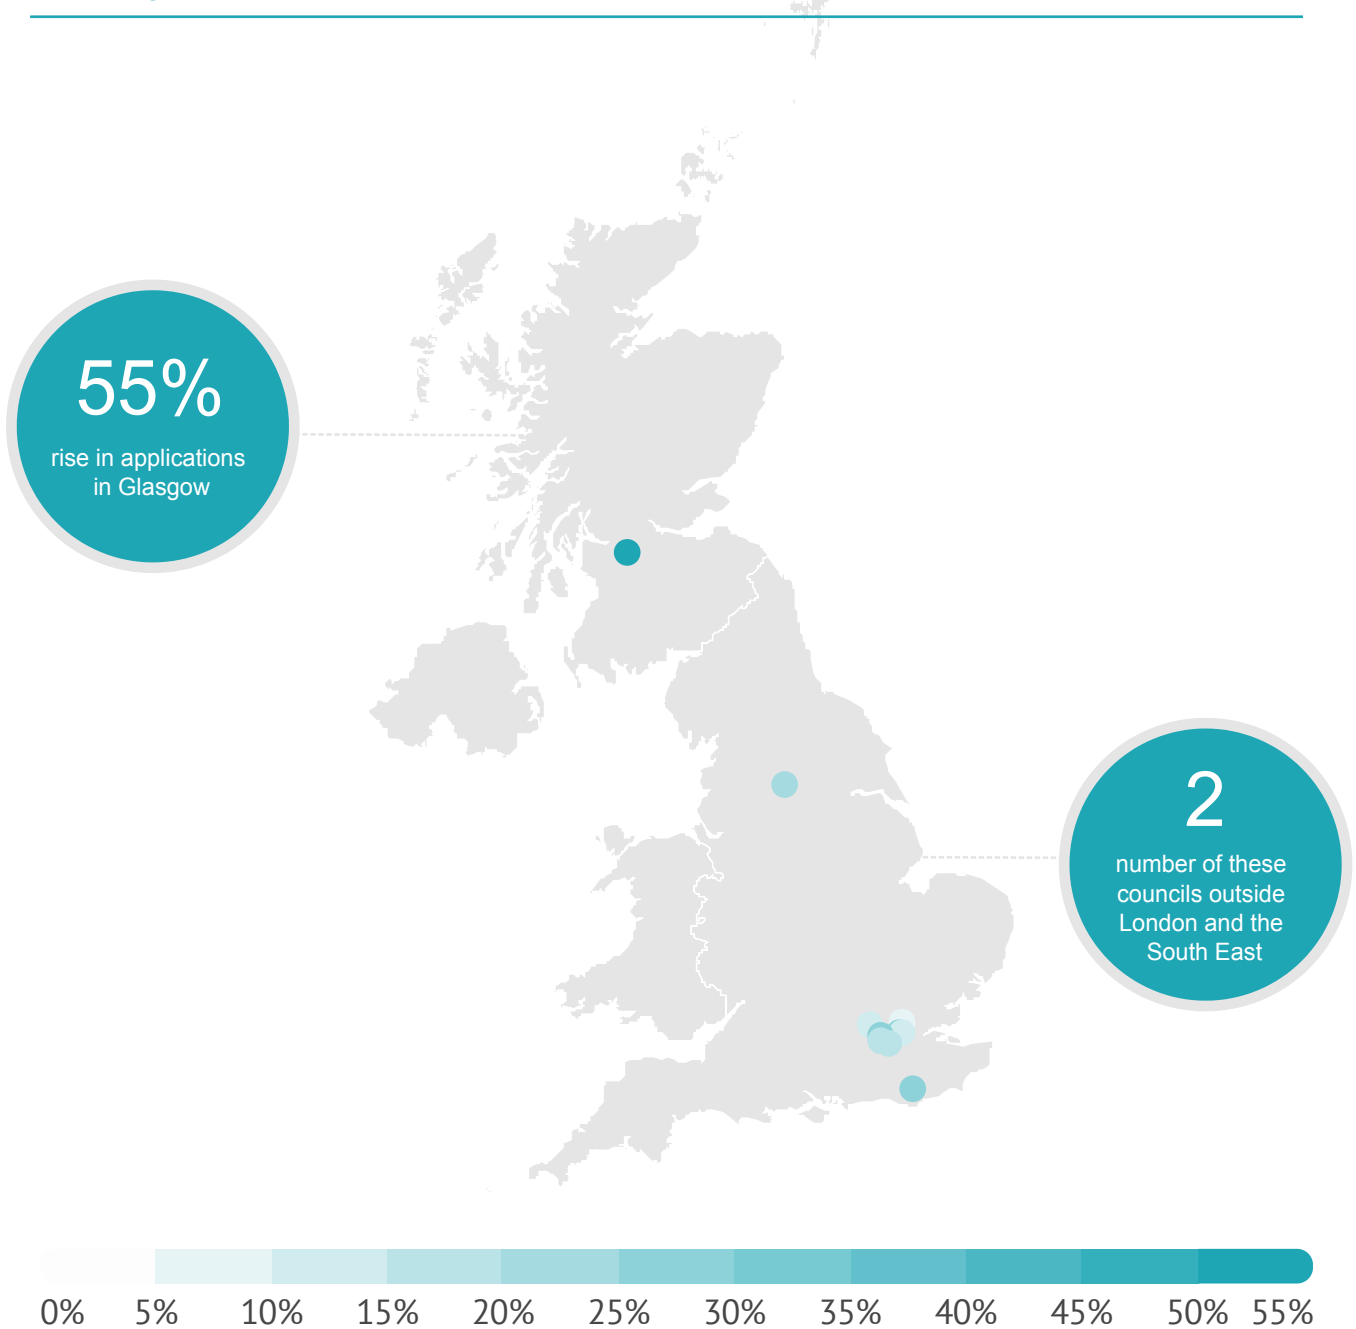 55%
rise in applications
in Glasgow
2
number of these
councils outside
London and the
South East
0% 5% 10% 15% 20% 25% 30% 35% 40% 45% 50% 55%